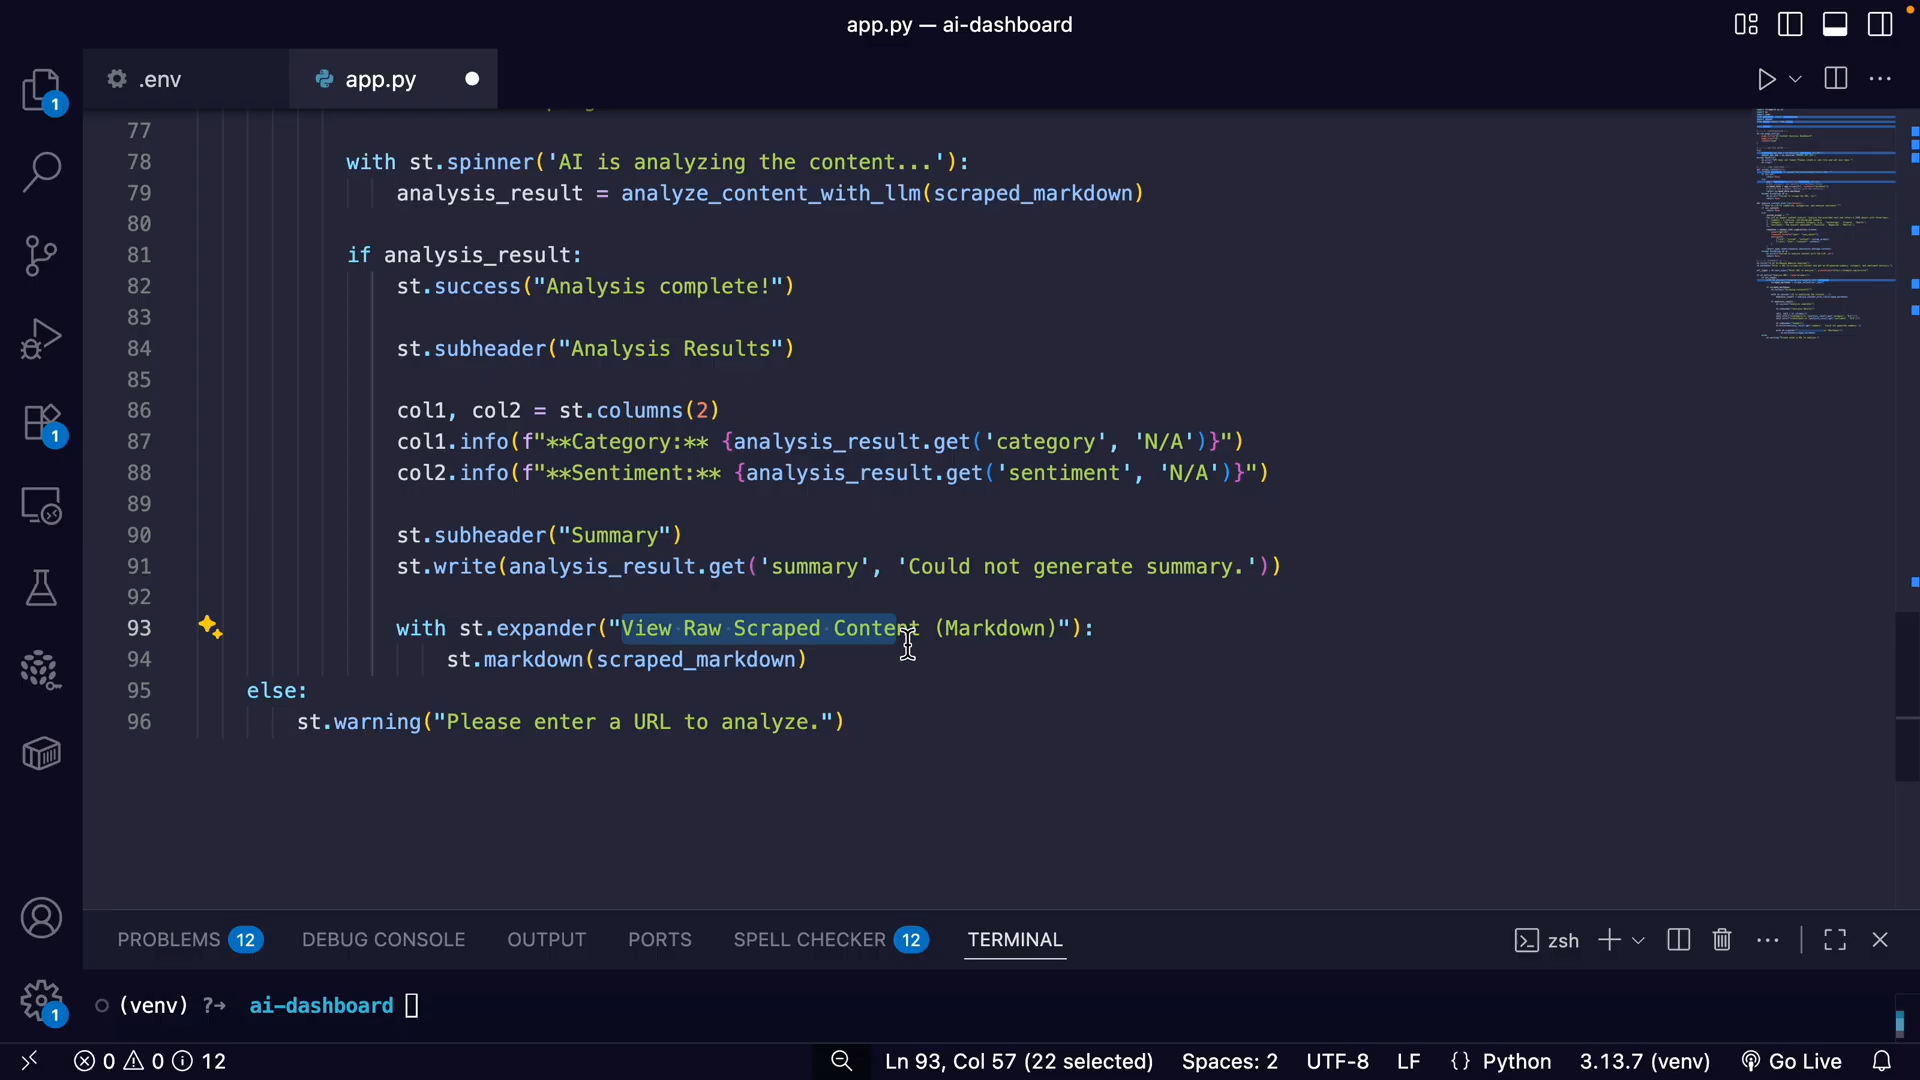 app.py — ai-dashboard
.env
app.py
77
78 with st.spinner('AI is analyzing the content...'):
79 analysis_result = analyze_content_with_llm(scraped_markdown)
80
81 if analysis_result:
82 st.success("Analysis complete!")
83
84 st.subheader("Analysis Results")
85
86 col1, col2 = st.columns(2)
87 col1.info(f"**Category:** {analysis_result.get('category', 'N/A')}")
88 col2.info(f"**Sentiment:** {analysis_result.get('sentiment', 'N/A')}")
89
90 st.subheader("Summary")
91 st.write(analysis_result.get('summary', 'Could not generate summary.'))
92
93 with st.expander("View Raw Scraped Content (Markdown)"):
94 st.markdown(scraped_markdown)
95 else:
96 st.warning("Please enter a URL to analyze.")
1
1
1
PROBLEMS 12 DEBUG CONSOLE OUTPUT PORTS SPELL CHECKER 12 TERMINAL zsh
(venv) ?→ ai-dashboard
0 0 12 Ln 93, Col 57 (22 selected) Spaces: 2 UTF-8 LF {} Python 3.13.7 (venv) Go Live